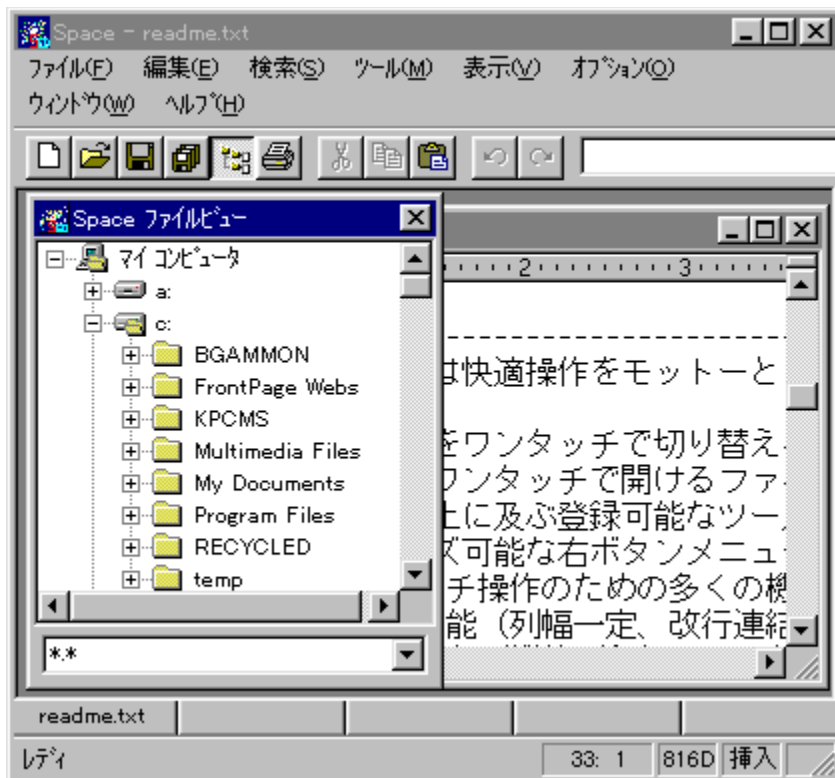 Space - readme.txt
ファイル(F) 編集(E) 検索(S) ツール(M) 表示(V) オプション(O)
ウィンドウ(W) ヘルプ(H)
Space ファイルビュー
マイ コンピュータ
a:
c:
BGAMMON
FrontPage Webs
KPCMS
Multimedia Files
My Documents
Program Files
RECYCLED
temp
*.*
2 3
は快適操作をモットーと
をワンタッチで切り替え
ワンタッチで開けるファ
上に及ぶ登録可能なツー
ズ可能な右ボタンメニュ
チ操作のための多くの機
能（列幅一定、改行連結
readme.txt
レディ 33: 1 816D 挿入